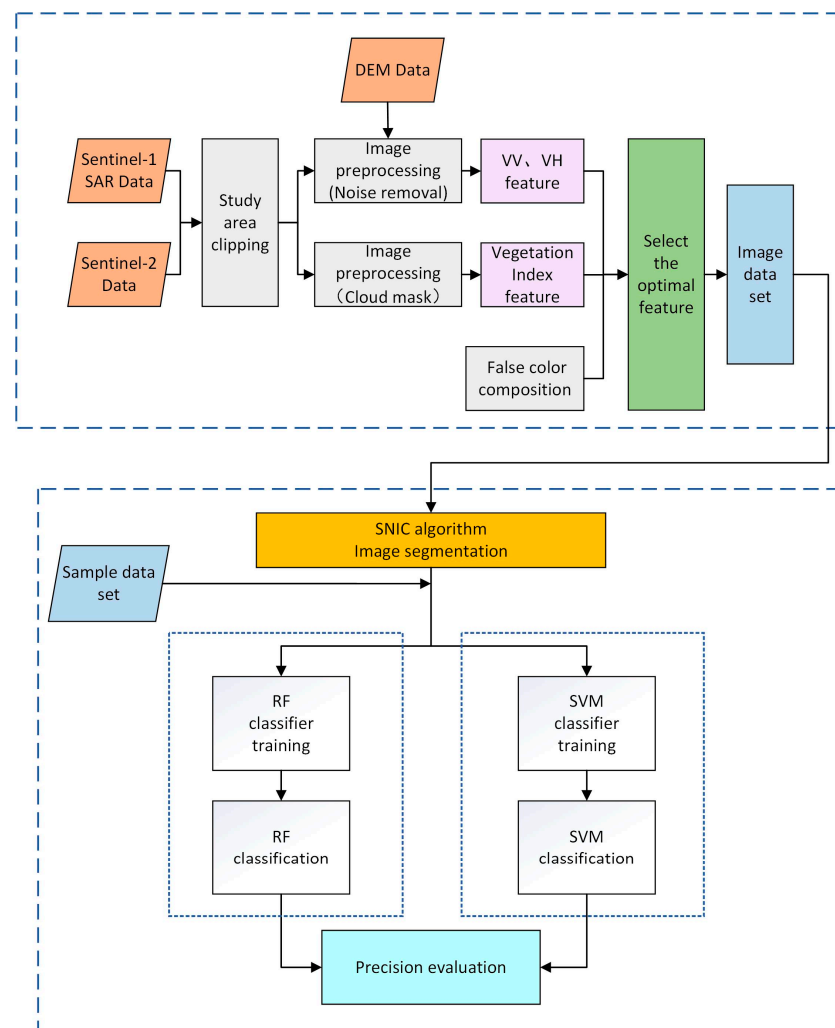 DEM Data
Sentinel-1
SAR Data
Sentinel-2
Data
Study
area
clipping
Image
preprocessing
(Noise removal)
Image
preprocessing
（Cloud mask）
VV、VH
feature
Vegetation
Index
feature
False color
composition
Select
the
optimal
feature
Image
data
set
SNIC algorithm
Image segmentation
Sample data
set
RF
classifier
training
SVM
classifier
training
RF
classification
SVM
classification
Precision evaluation